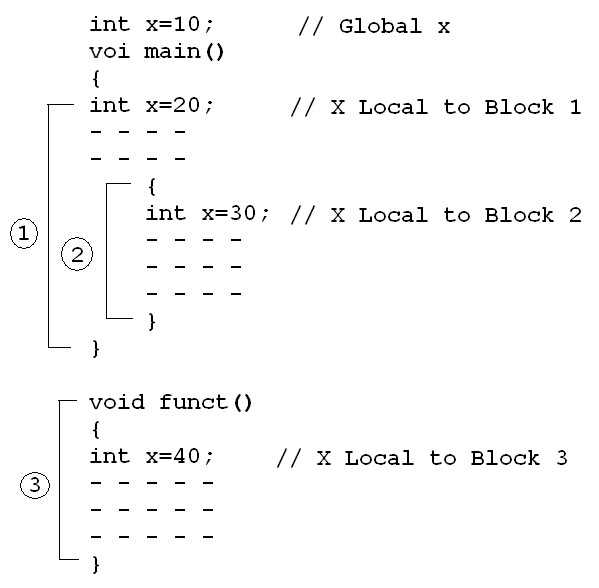 int x=10; // Global x
voi main()
{
int x=20; // X Local to Block 1
- - - -
- - - -
{
int x=30; // X Local to Block 2
1
2
- - - -
- - - -
- - - -
}
}
void funct()
{
int x=40; // X Local to Block 3
3
- - - - -
- - - - -
- - - - -
}